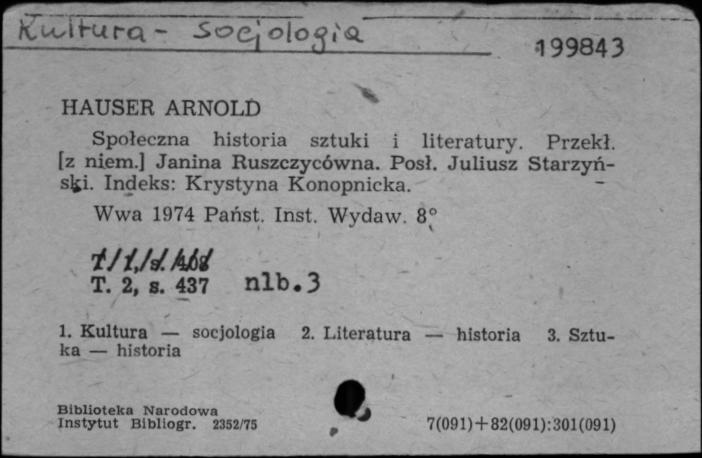 Kultura - socjologia
199843
HAUSER ARNOLD
Społeczna historia sztuki i literatury. Przekł.
[z niem.] Janina Ruszczycówna. Posł. Juliusz Starzyń-
ski. Indeks: Krystyna Konopnicka.
Wwa 1974 Państ. Inst. Wydaw. 8°
T. 2, s. 437 nlb.3
1. Kultura — socjologia 2. Literatura — historia 3. Sztu-
ka — historia
Biblioteka Narodowa
Instytut Bibliogr. 2352/75
7(091)+82(091):301(091)